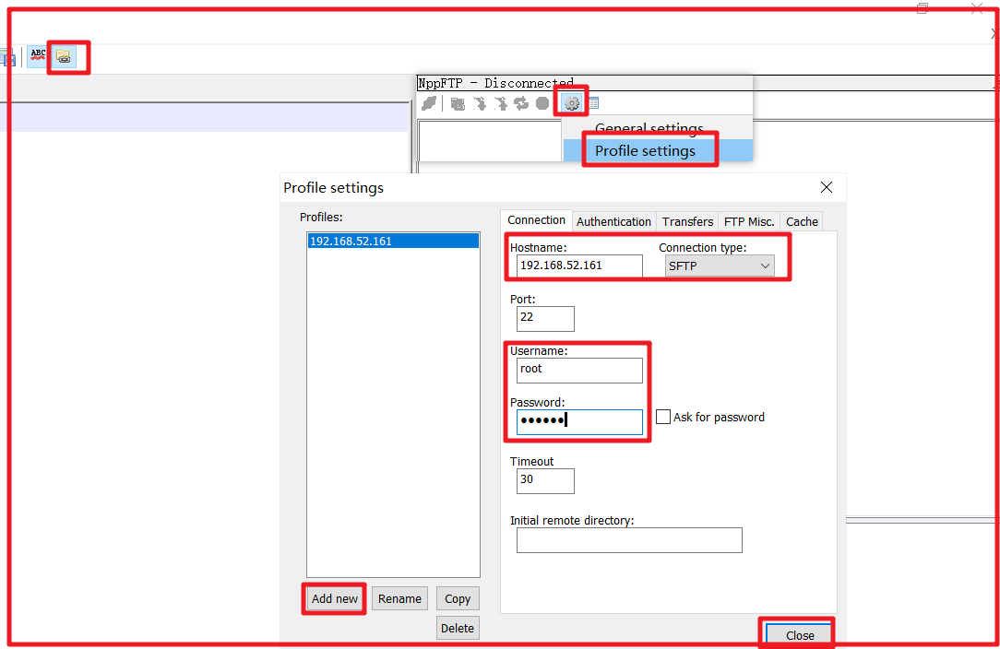 ABC
NppFTP - Disconnected
General settings
Profile settings
Profile settings
Profiles:
192.168.52.161
Connection
Authentication
Transfers
FTP Misc.
Cache
Hostname:
Connection type:
192.168.52.161
SFTP
Port:
22
Username:
root
Password:
••••••
Ask for password
Timeout
30
Initial remote directory:
Add new
Rename
Copy
Delete
Close